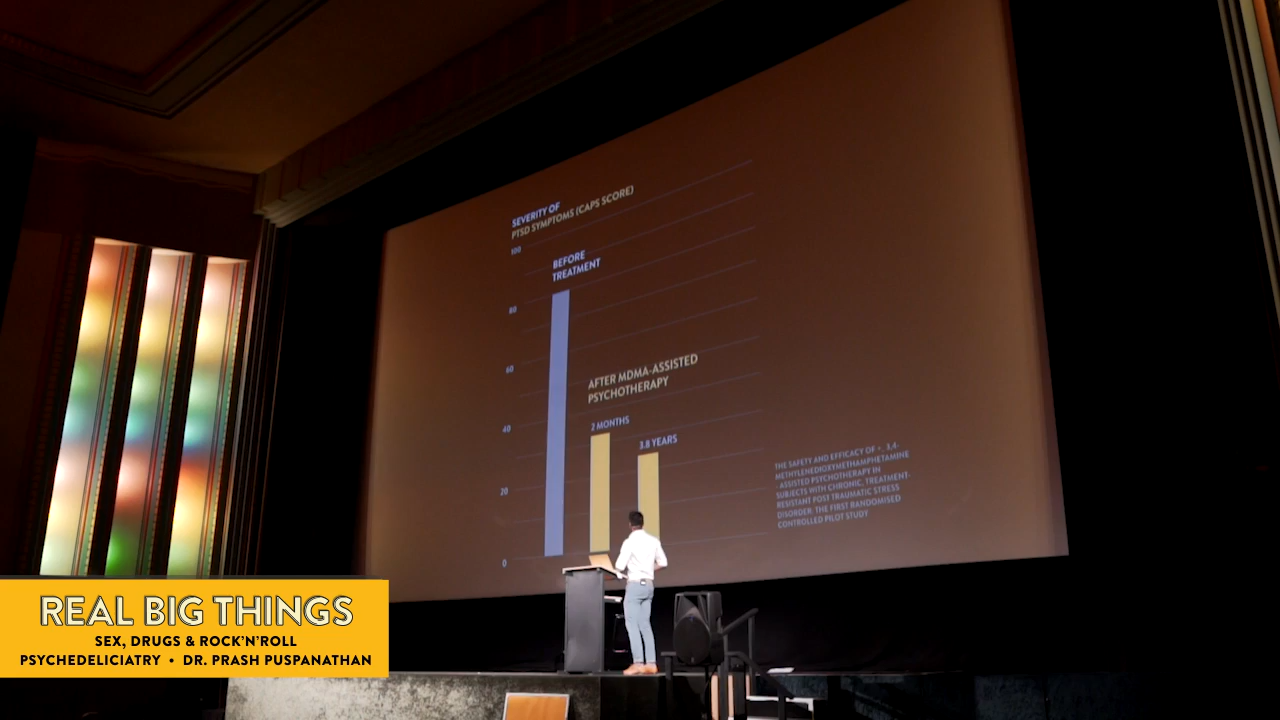 SEVERITY OF
PTSD SYMPTOMS (CAPS SCORE)
100
BEFORE
TREATMENT
80
60
AFTER MDMA-ASSISTED
PSYCHOTHERAPY
40
2 MONTHS
3.8 YEARS
20
0
THE SAFETY AND EFFICACY OF +_ 3,4-
METHYLENEDIOXYMETHAMPHETAMINE
- ASSISTED PSYCHOTHERAPY IN
SUBJECTS WITH CHRONIC, TREATMENT-
RESISTANT POST TRAUMATIC STRESS
DISORDER: THE FIRST RANDOMISED
CONTROLLED PILOT STUDY
REAL BIG THINGS
SEX, DRUGS & ROCK'N'ROLL
PSYCHEDELICIATRY • DR. PRASH PUSPANATHAN